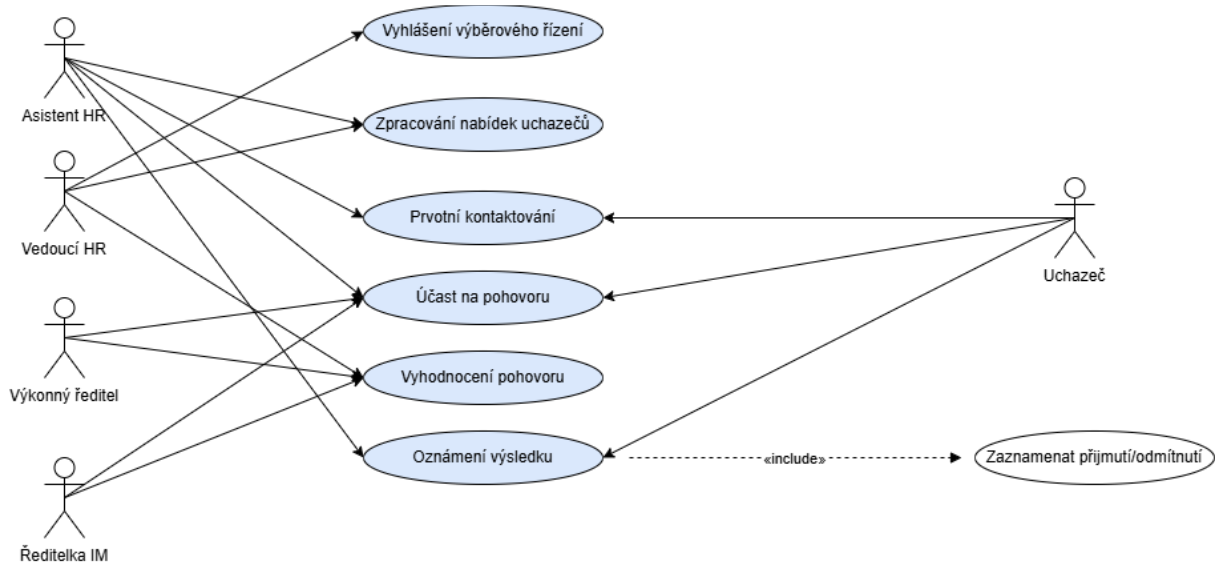 Vyhlášení výběrového řízení
Asistent HR
Zpracování nabídek uchazečů
Vedoucí HR
Prvotní kontaktování
Uchazeč
Účast na pohovoru
Výkonný ředitel
Vyhodnocení pohovoru
Oznámení výsledku
«include»
Zaznamenat přijmutí/odmítnutí
Ředitelka IM